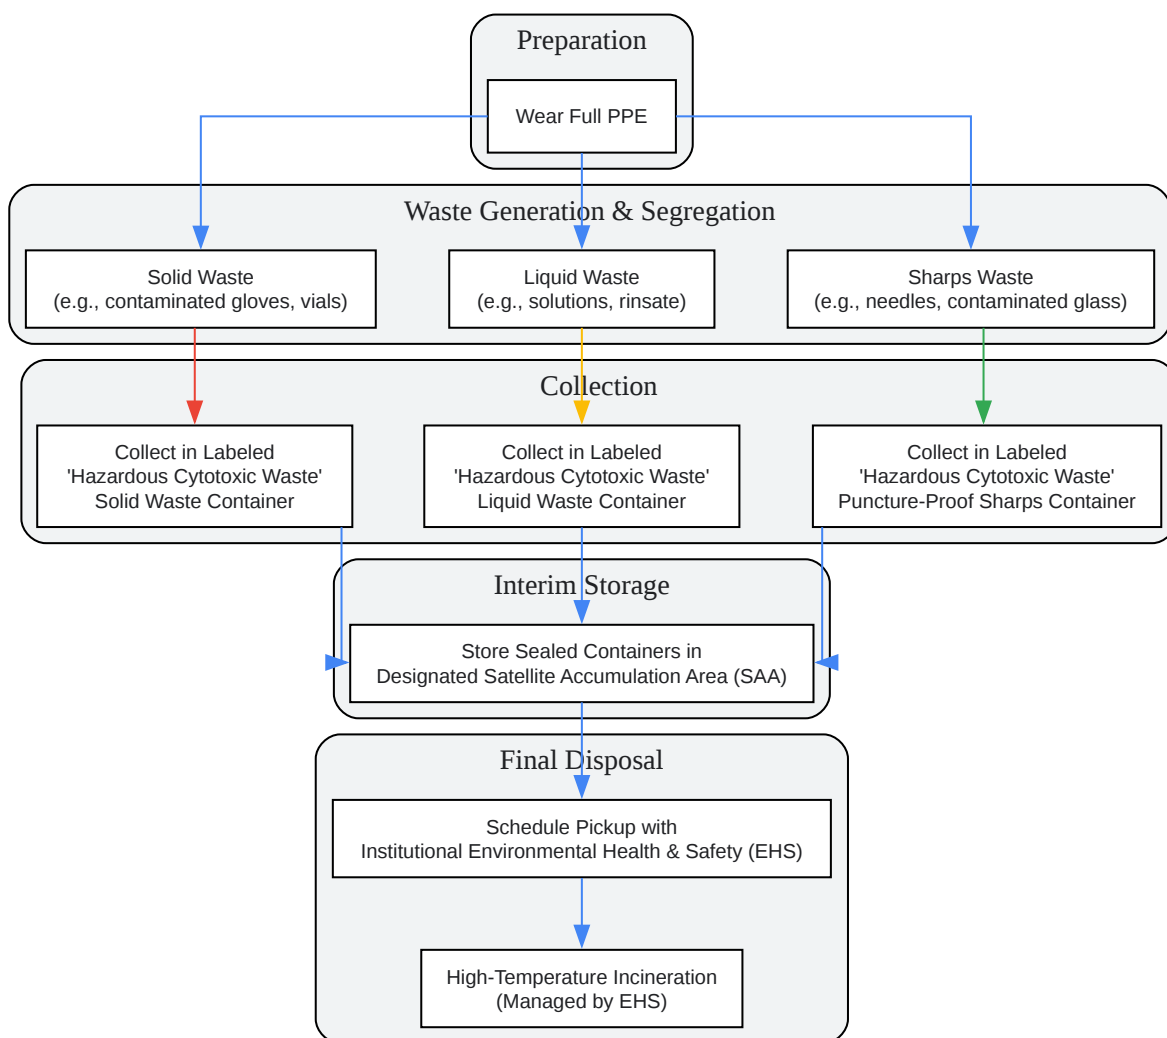 Preparation
Wear Full PPE
Waste Generation & Segregation
Solid Waste
(e.g., contaminated gloves, vials)
Liquid Waste
(e.g., solutions, rinsate)
Sharps Waste
(e.g., needles, contaminated glass)
Collection
Collect in Labeled
'Hazardous Cytotoxic Waste'
Solid Waste Container
Collect in Labeled
'Hazardous Cytotoxic Waste'
Liquid Waste Container
Collect in Labeled
'Hazardous Cytotoxic Waste'
Puncture-Proof Sharps Container
Interim Storage
Store Sealed Containers in
Designated Satellite Accumulation Area (SAA)
Final Disposal
Schedule Pickup with
Institutional Environmental Health & Safety (EHS)
High-Temperature Incineration
(Managed by EHS)